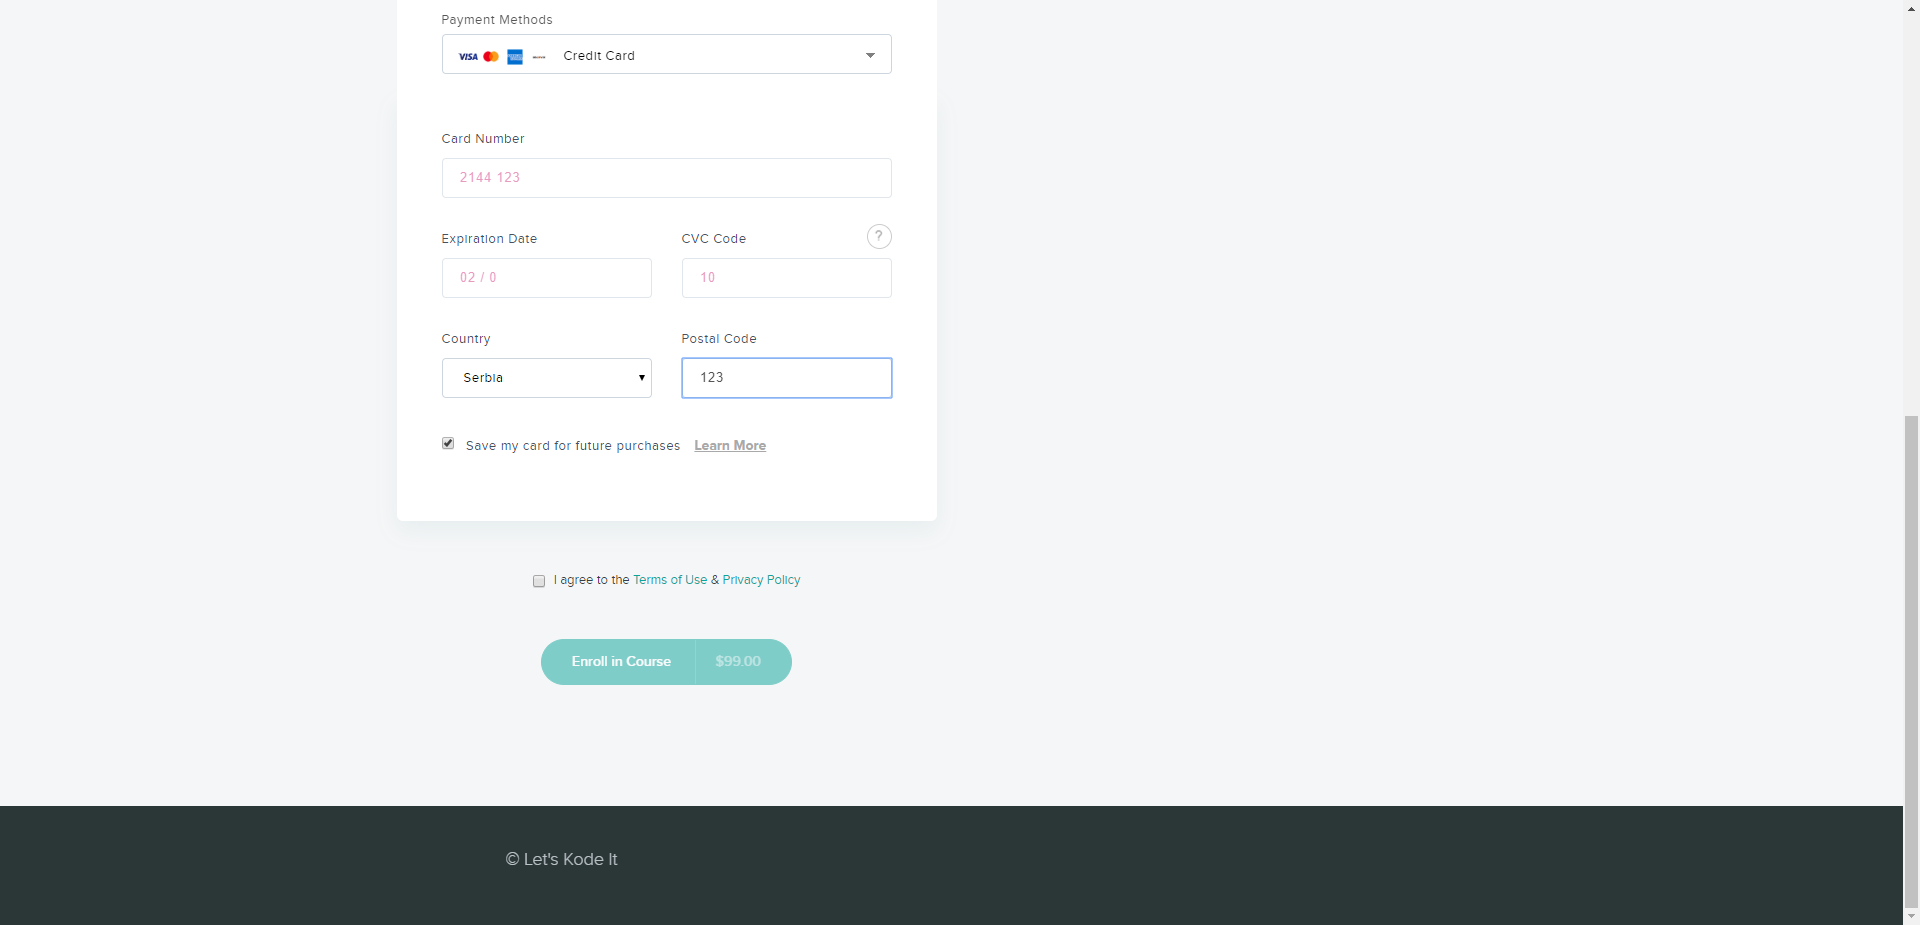 Payment Methods
VISA Credit Card
Card Number
2144 123
Expiration Date CVC Code ?
02 / 0 10
Country Postal Code
Serbia 123
Save my card for future purchases Learn More
I agree to the Terms of Use & Privacy Policy
Enroll in Course $99.00
© Let's Kode It